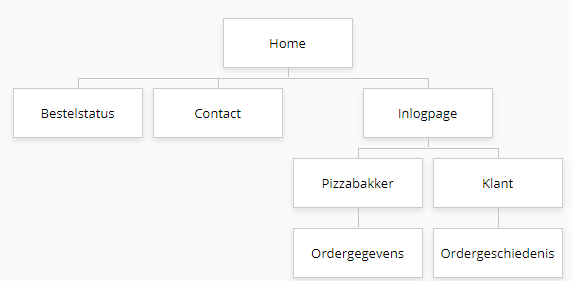 Home
Bestelstatus
Contact
Inlogpage
Pizzabakker
Klant
Ordergegevens
Ordergeschiedenis